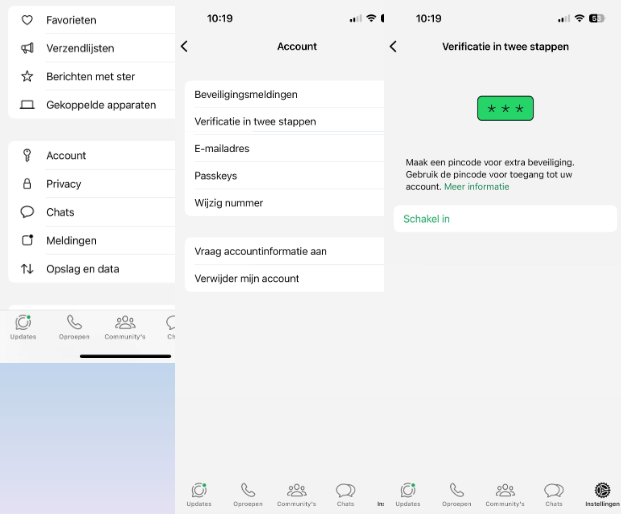 Favorieten
Verzendlijsten
Berichten met ster
Gekoppelde apparaten
Account
Privacy
Chats
Meldingen
Opslag en data
Updates
Oproepen
Community's
Ch
10:19
Account
Beveiligingsmeldingen
Verificatie in twee stappen
E-mailadres
Passkeys
Wijzig nummer
Vraag accountinformatie aan
Verwijder mijn account
Updates
Oproepen
Community's
Chats
In
10:19
Verificatie in twee stappen
***
Maak een pincode voor extra beveiliging.
Gebruik de pincode voor toegang tot uw
account. Meer informatie
Schakel in
Updates
Oproepen
Community's
Chats
Instellingen